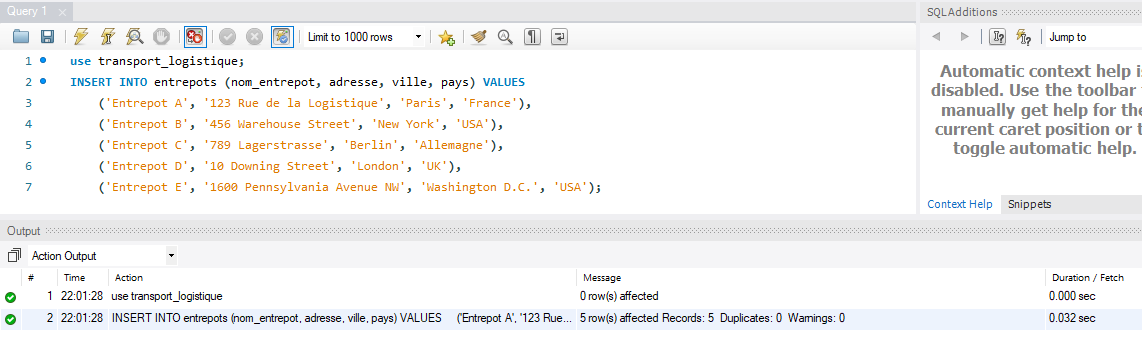 Query 1
SQLAdditions
Limit to 1000 rows
Jump to
1 use transport_logistique;
2 INSERT INTO entrepots (nom_entrepot, adresse, ville, pays) VALUES
3 ('Entrepot A', '123 Rue de la Logistique', 'Paris', 'France'),
4 ('Entrepot B', '456 Warehouse Street', 'New York', 'USA'),
5 ('Entrepot C', '789 Lagerstrasse', 'Berlin', 'Allemagne'),
6 ('Entrepot D', '10 Downing Street', 'London', 'UK'),
7 ('Entrepot E', '1600 Pennsylvania Avenue NW', 'Washington D.C.', 'USA');
Automatic context help is
disabled. Use the toolbar
manually get help for the
current caret position or
toggle automatic help.
Context Help Snippets
Output
Action Output
# Time Action Message Duration / Fetch
1 22:01:28 use transport_logistique 0 row(s) affected 0.000 sec
2 22:01:28 INSERT INTO entrepots (nom_entrepot, adresse, ville, pays) VALUES ('Entrepot A', '123 Rue... 5 row(s) affected Records: 5 Duplicates: 0 Warnings: 0 0.032 sec